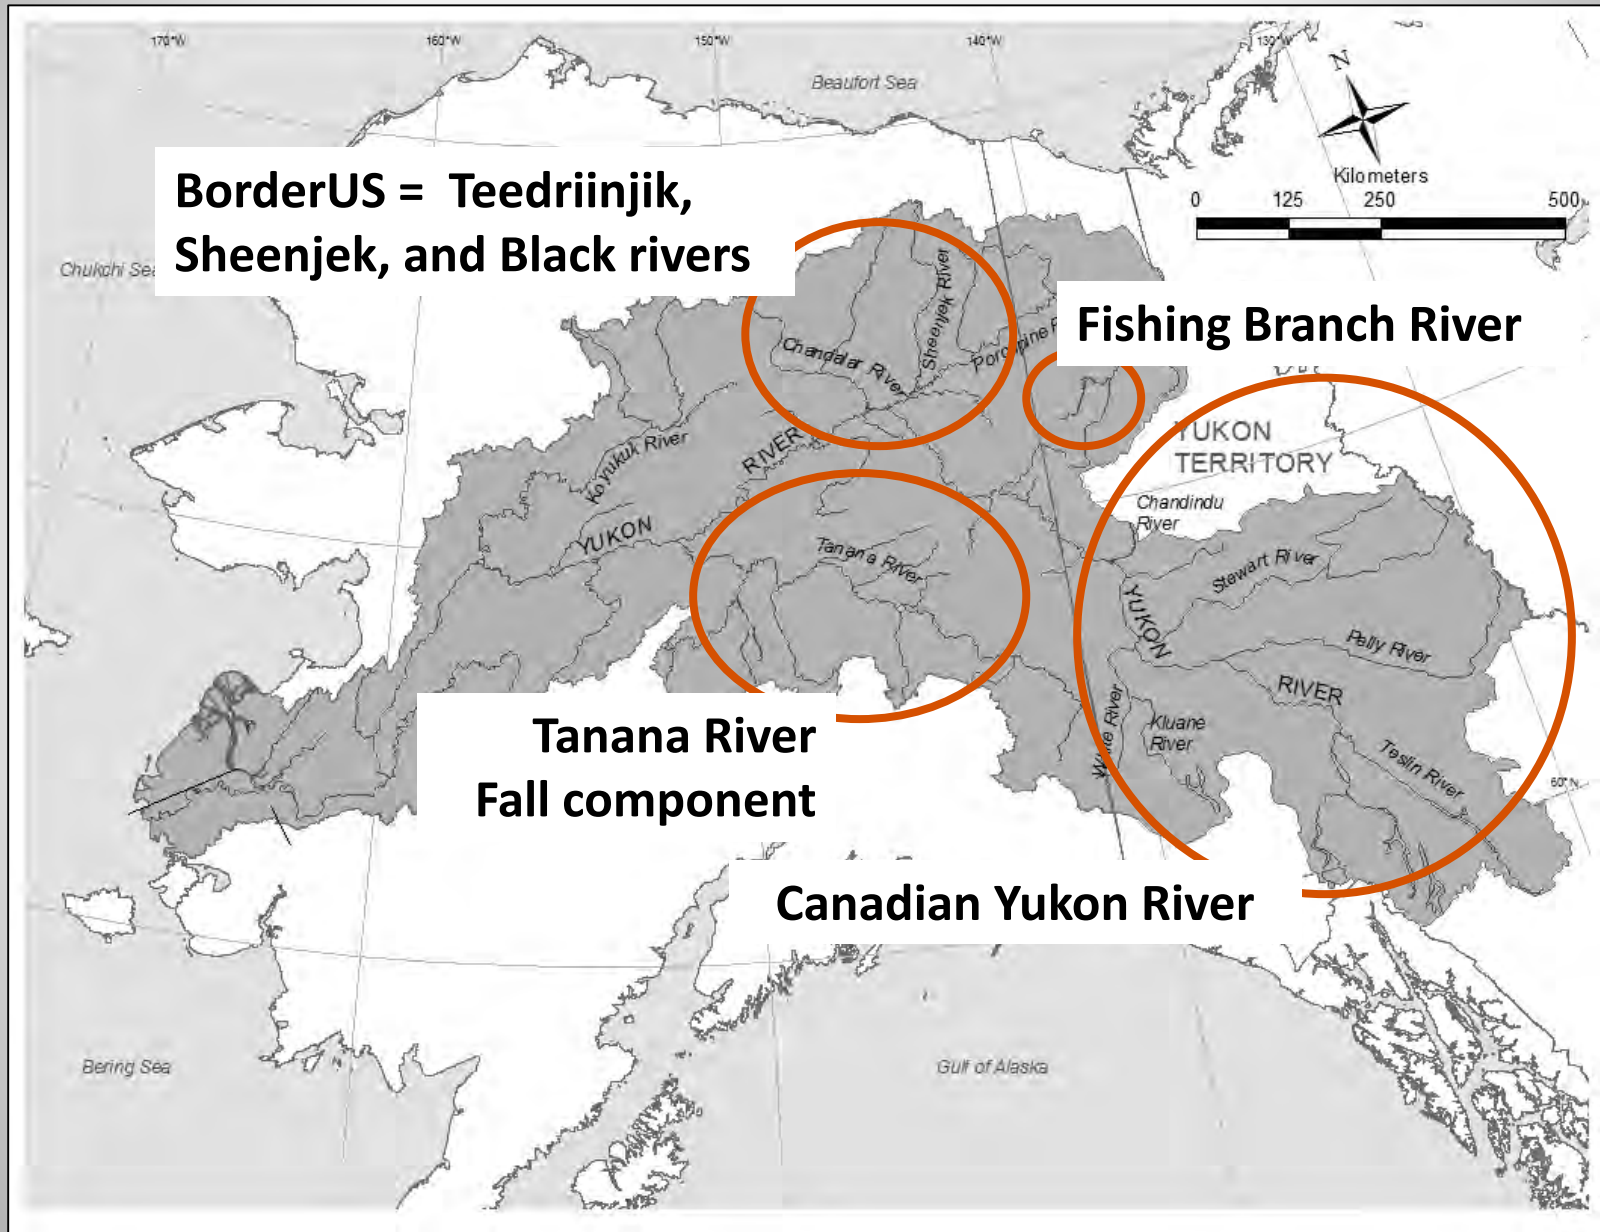 170°W
160°W
150°W
140°W
130°W
Beaufort Sea
N
Kilometers
0 125 250 500
BorderUS = Teedriinjik,
Sheenjek, and Black rivers
Chukchi Sea
Fishing Branch River
Sheenjek River
Chandalar River
Porcupine
YUKON
TERRITORY
Koyukuk River
RIVER
YUKON
Chandindu
River
Tanana River
Stewart River
YUKON
Pelly River
RIVER
White River
Kluane
River
Teslin River
60°N
Tanana River
Fall component
Canadian Yukon River
Bering Sea
Gulf of Alaska